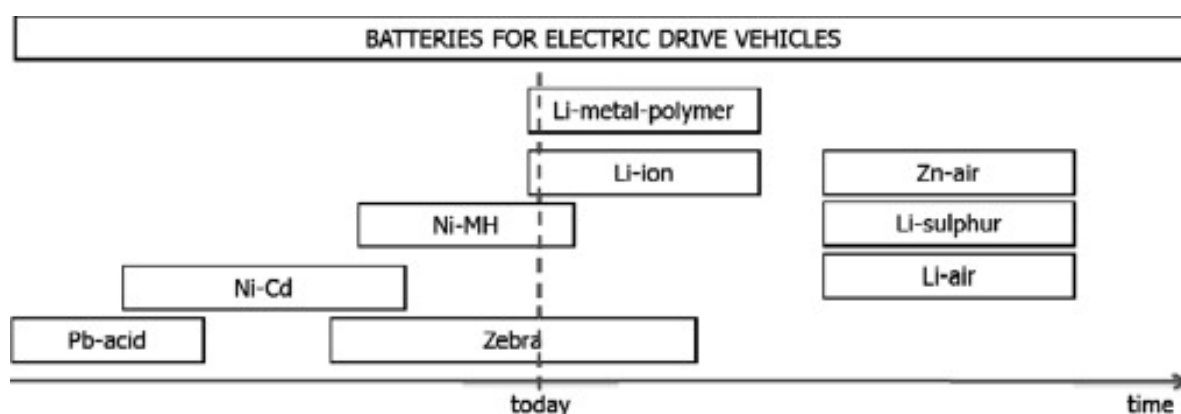 BATTERIES FOR ELECTRIC DRIVE VEHICLES
Li-metal-polymer
Li-ion
Zn-air
Ni-MH
Li-sulphur
Ni-Cd
Li-air
Pb-acid
Zebra
today
time